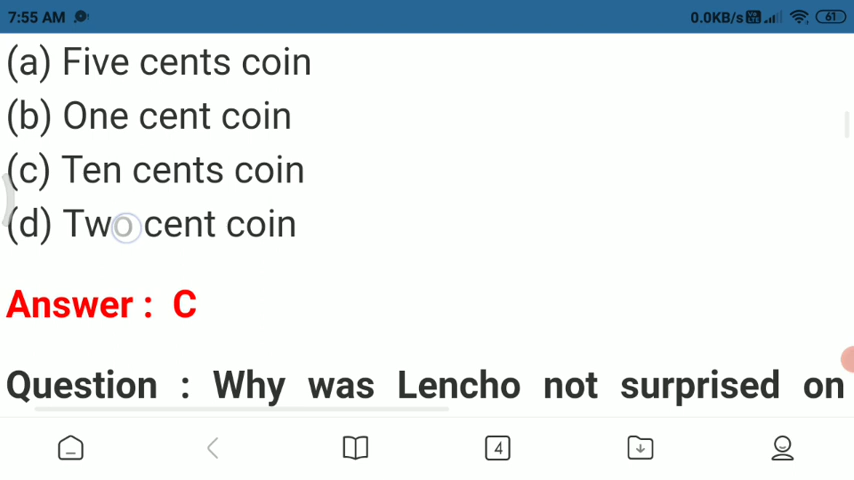 7:55 AM 0.0KB/s 61
(a) Five cents coin
(b) One cent coin
(c) Ten cents coin
(d) Two cent coin
Answer : C
Question : Why was Lencho not surprised on
4